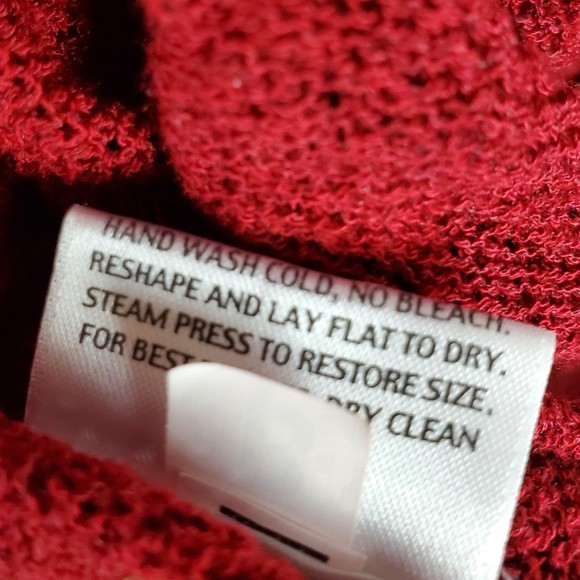 HAND WASH COLD, NO BLEACH.
RESHAPE AND LAY FLAT TO DRY.
STEAM PRESS TO RESTORE SIZE.
FOR BEST DRY CLEAN